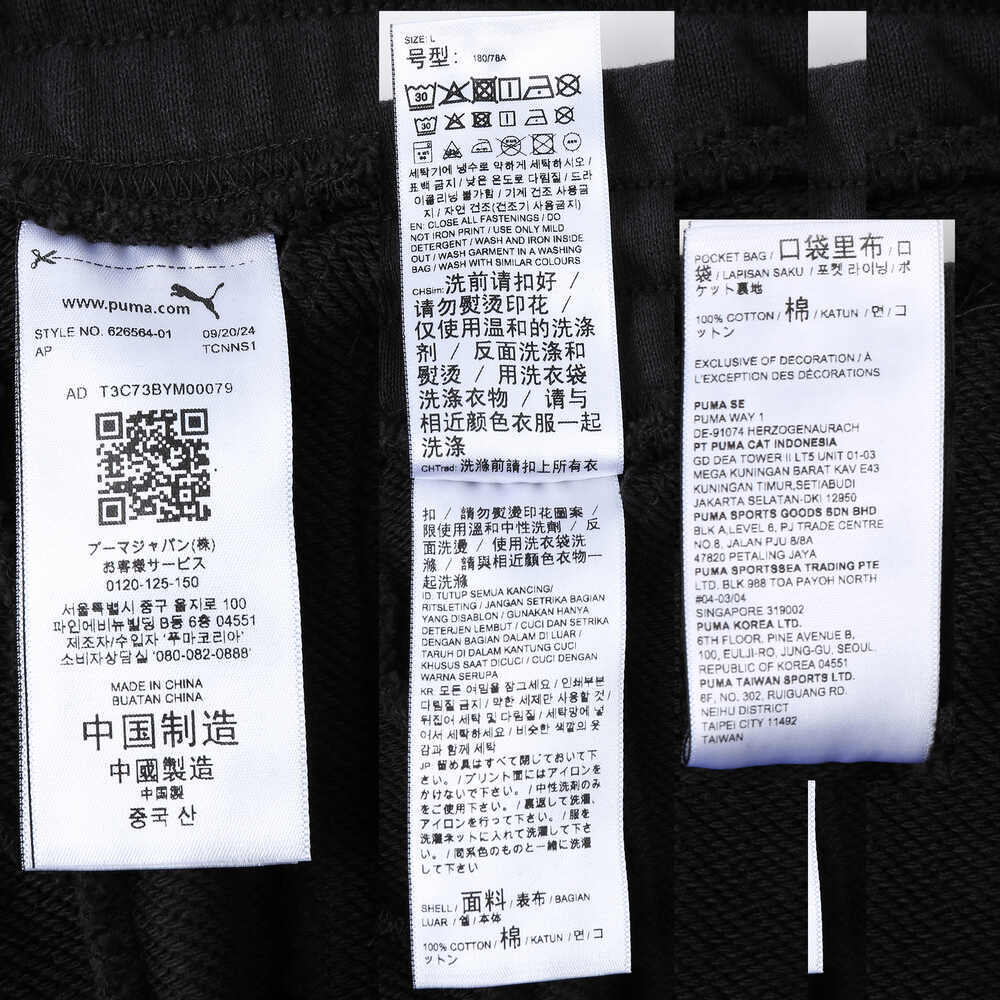 www.puma.com
STYLE NO. 626564-01 09/20/24
AP TCNNS1
AD T3C73BYM00079
プーマジャパン(株)
お客様サービス
0120-125-150
서울특별시 중구 을지로 100
파인에비뉴빌딩 B동 6층 04551
제조자/수입자 '푸마코리아'
소비자상담실 '080-082-0888'
MADE IN CHINA
BUATAN CHINA
中国制造
中國製造
中国製
중국 산
SIZE: L
号型: 180/78A
30
30
세탁기에 냉수로 약하게 세탁하시오 /
표백 금지 / 낮은 온도로 다림질 / 드라
이클리닝 불가함 / 기계 건조 사용금
지 / 자연 건조(건조기 사용금지)
EN: CLOSE ALL FASTENINGS / DO
NOT IRON PRINT / USE ONLY MILD
DETERGENT / WASH AND IRON INSIDE
OUT / WASH GARMENT IN A WASHING
BAG / WASH WITH SIMILAR COLOURS
CHSim: 洗前请扣好 /
请勿熨烫印花 /
仅使用温和的洗涤
剂 / 反面洗涤和
熨烫 / 用洗衣袋
洗涤衣物 / 请与
相近颜色衣服一起
洗涤
CHTrad: 洗滌前請扣上所有衣
扣 / 請勿熨燙印花圖案 /
限使用溫和中性洗劑 / 反
面洗燙 / 使用洗衣袋洗
滌 / 請與相近顏色衣物一
起洗滌
ID: TUTUP SEMUA KANCING/
RITSLETING / JANGAN SETRIKA BAGIAN
YANG DISABLON / GUNAKAN HANYA
DETERJEN LEMBUT / CUCI DAN SETRIKA
DENGAN BAGIAN DALAM DI LUAR /
TARUH DI DALAM KANTUNG CUCI
KHUSUS SAAT DICUCI / CUCI DENGAN
WARNA SERUPA
KR: 모든 여밈을 잠그세요 / 인쇄부분
다림질 금지 / 약한 세제만 사용할 것 /
뒤집어 세탁 및 다림질 / 세탁망에 넣
어서 세탁하세요 / 비슷한 색깔의 옷
감과 함께 세탁
JP: 留め具はすべて閉じておいて下
さい。/ プリント面にはアイロンを
かけないで下さい。/ 中性洗剤のみ
をご使用下さい。/ 裏返して洗濯、
アイロンを行って下さい。/ 服を
洗濯ネットに入れて洗濯して下さ
い。/ 同系色のものと一緒に洗濯
して下さい
SHELL / 面料 / 表布 / BAGIAN
LUAR / 쉘 / 本体
100% COTTON / 棉 / KATUN / 면 / コ
ットン
POCKET BAG / 口袋里布 / 口
袋 / LAPISAN SAKU / 포켓 라이닝 / ポ
ケット裏地
100% COTTON / 棉 / KATUN / 면 / コ
ットン
EXCLUSIVE OF DECORATION / À
L'EXCEPTION DES DÉCORATIONS
PUMA SE
PUMA WAY 1
DE-91074 HERZOGENAURACH
PT PUMA CAT INDONESIA
GD DEA TOWER II LT5 UNIT 01-03
MEGA KUNINGAN BARAT KAV E43
KUNINGAN TIMUR,SETIABUDI
JAKARTA SELATAN-DKI 12950
PUMA SPORTS GOODS SDN BHD
BLK A,LEVEL 6, PJ TRADE CENTRE
NO.8, JALAN PJU 8/8A
47820 PETALING JAYA
PUMA SPORTSSEA TRADING PTE
LTD. BLK 988 TOA PAYOH NORTH
#04-03/04
SINGAPORE 319002
PUMA KOREA LTD.
6TH FLOOR, PINE AVENUE B,
100, EULJI-RO, JUNG-GU, SEOUL,
REPUBLIC OF KOREA 04551
PUMA TAIWAN SPORTS LTD.
6F., NO. 302, RUIGUANG RD.
NEIHU DISTRICT
TAIPEI CITY 11492
TAIWAN